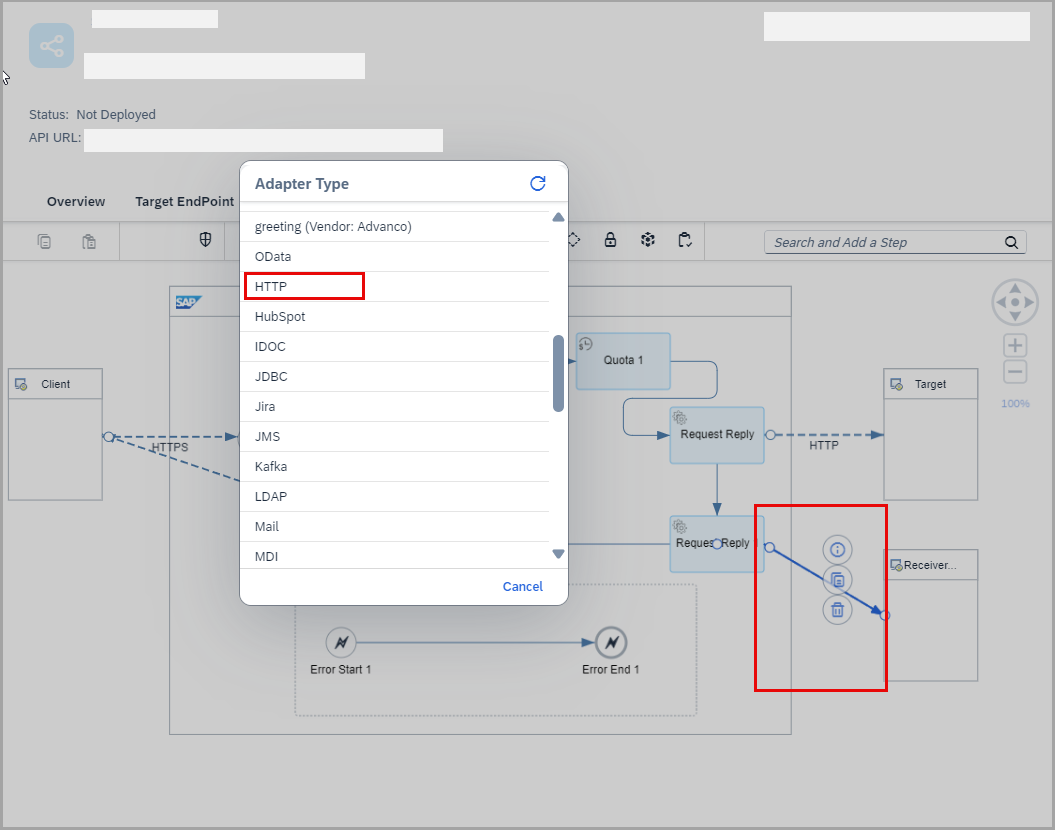 Status: Not Deployed
API URL:
Overview
Target EndPoint
Search and Add a Step
Adapter Type
greeting (Vendor: Advanco)
OData
HTTP
HubSpot
IDOC
JDBC
Jira
JMS
Kafka
LDAP
Mail
MDI
Cancel
SAP
Client
HTTPS
Quota 1
Request Reply
HTTP
Target
100%
Request Reply
Receiver...
Error Start 1
Error End 1